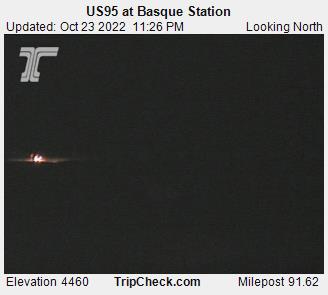 US95 at Basque Station
Updated: Oct 23 2022 11:26 PM Looking North
Elevation 4460 TripCheck.com Milepost 91.62